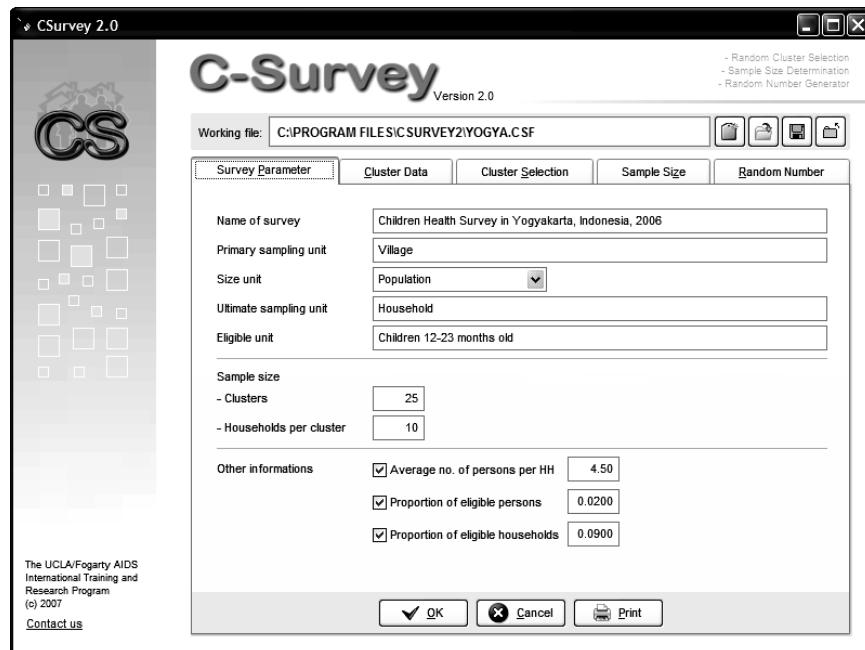 CSurvey 2.0
C-Survey
Version 2.0
- Random Cluster Selection
- Sample Size Determination
- Random Number Generator
CS
Working file: C:\PROGRAM FILES\CSURVEY2\YOGYA.CSF
Survey Parameter Cluster Data Cluster Selection Sample Size Random Number
Name of survey Children Health Survey in Yogyakarta, Indonesia, 2006
Primary sampling unit Village
Size unit Population
Ultimate sampling unit Household
Eligible unit Children 12-23 months old
Sample size
- Clusters 25
- Households per cluster 10
Other informations Average no. of persons per HH 4.50
Proportion of eligible persons 0.0200
Proportion of eligible households 0.0900
The UCLA/Fogarty AIDS
International Training and
Research Program
(c) 2007
Contact us
OK Cancel Print